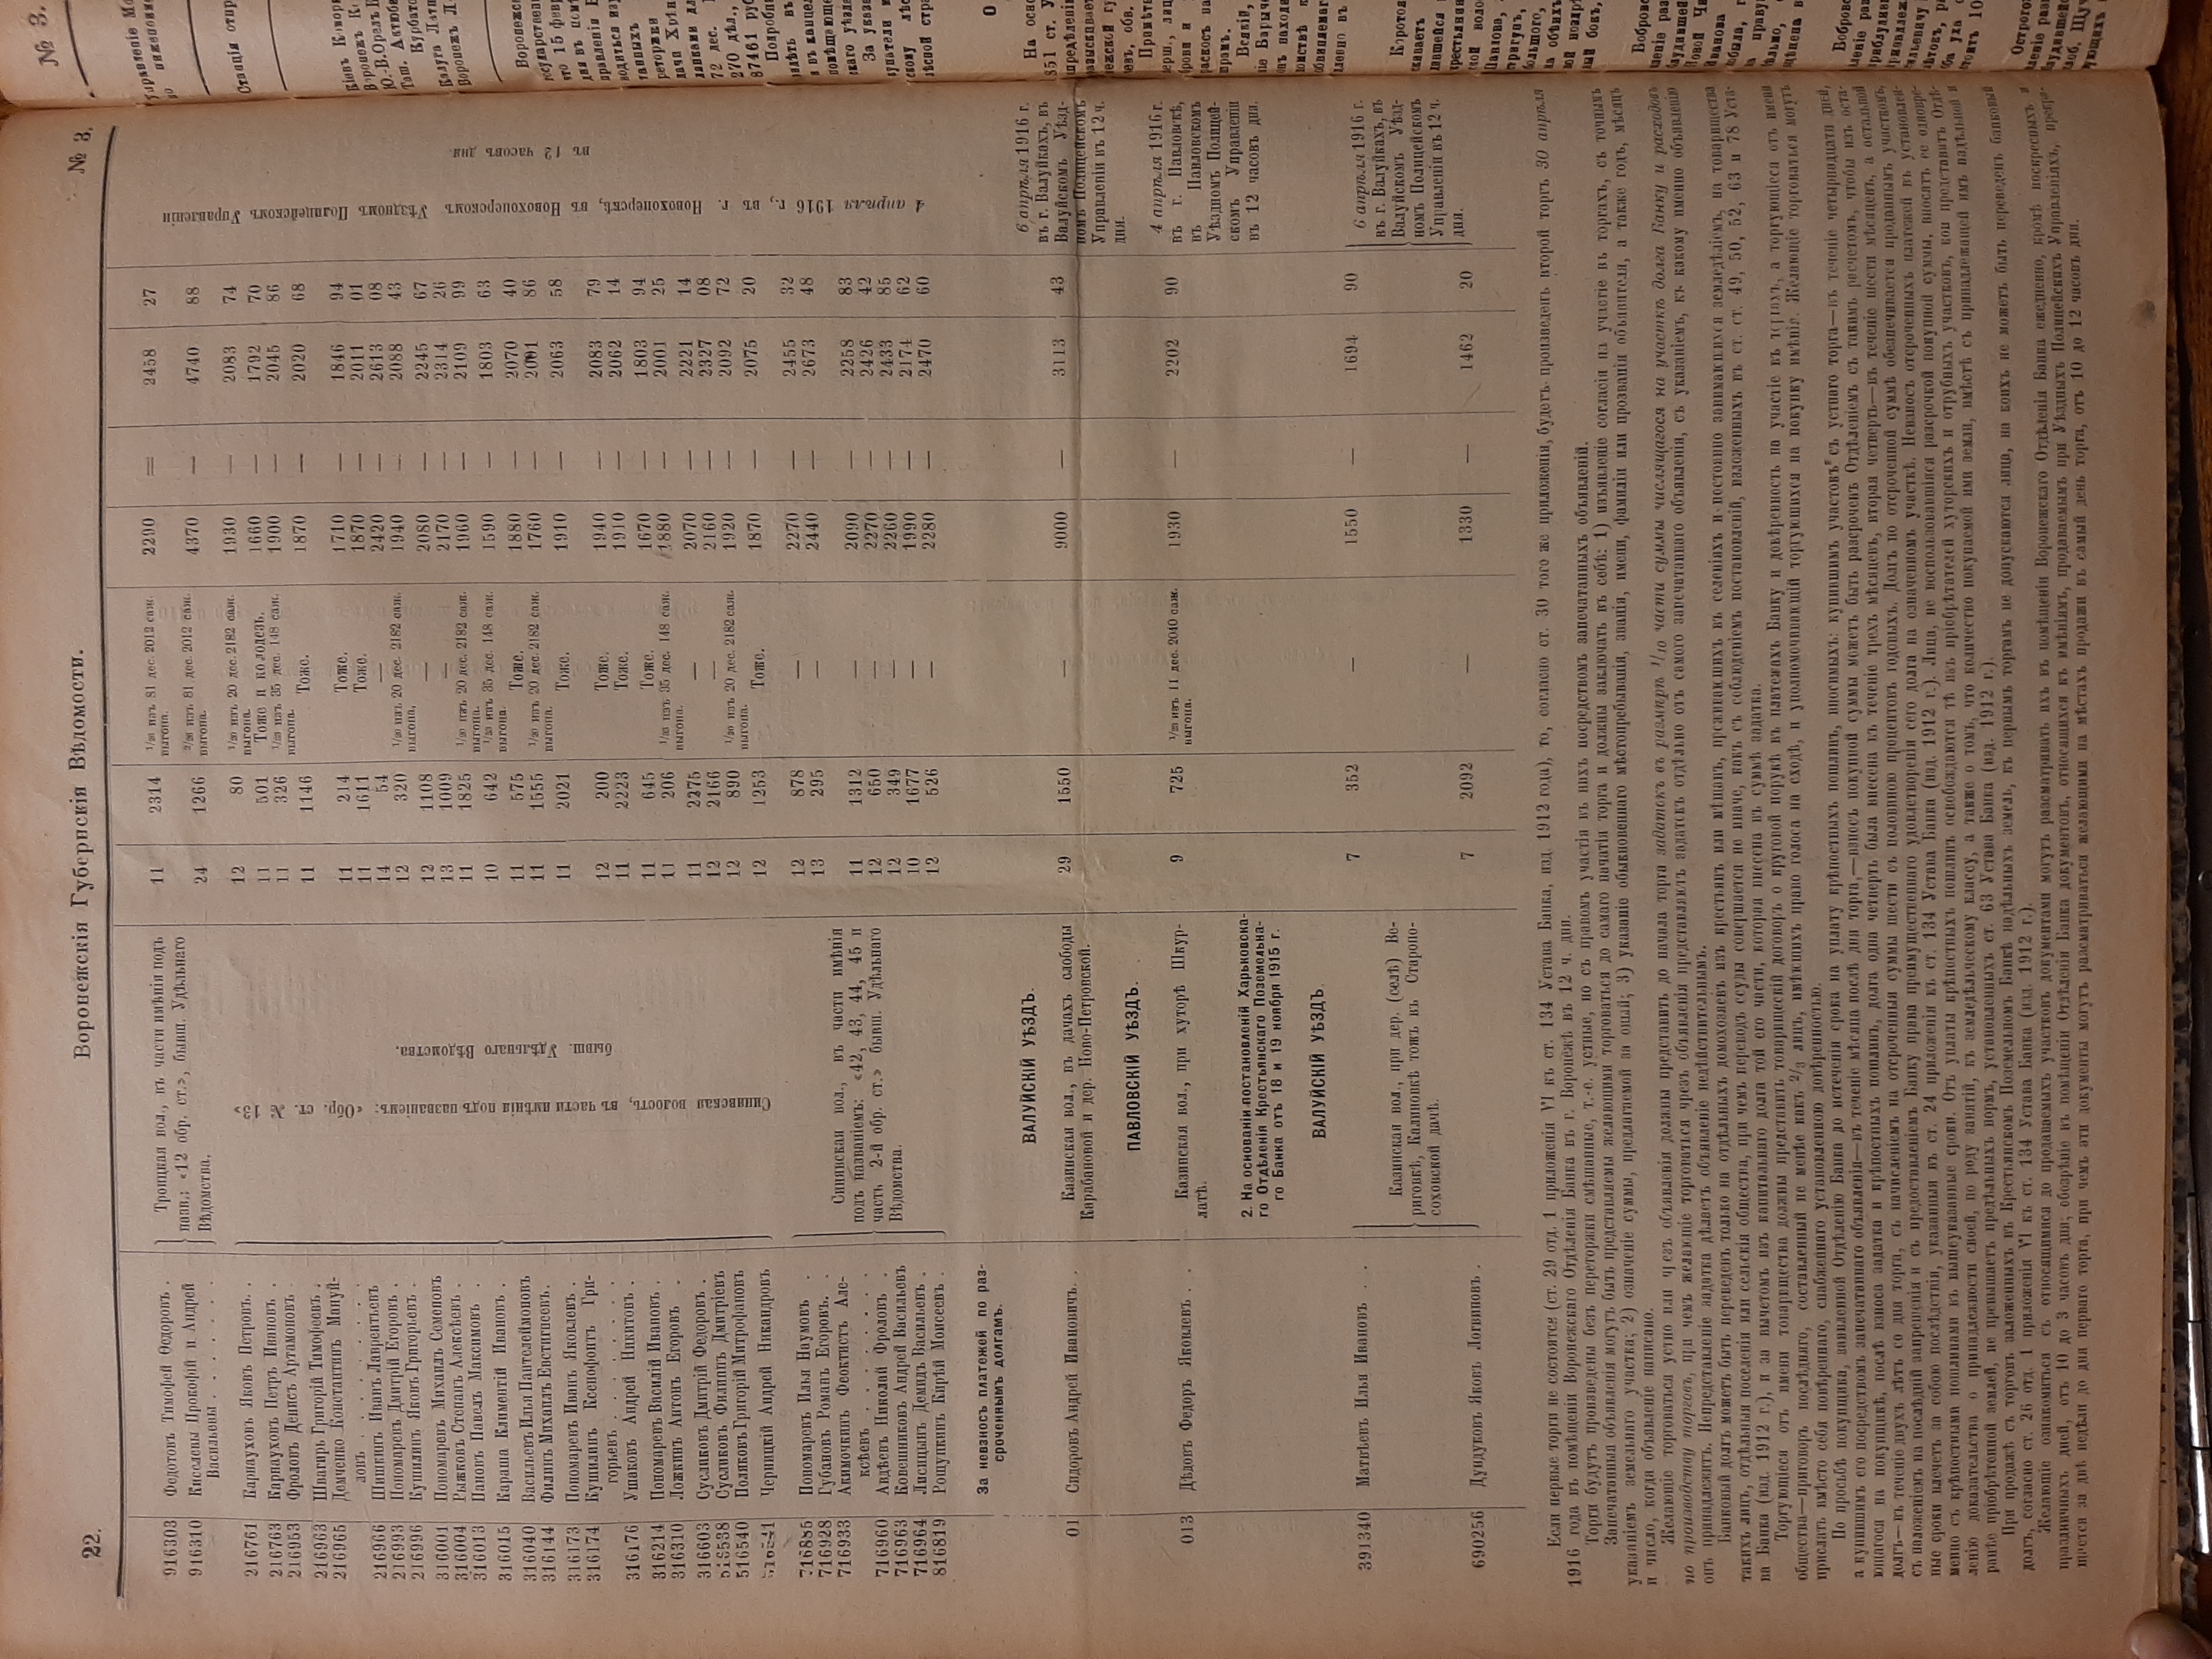 22.
Воронежскія Губернскія Вѣдомости.
№ 3.
916303 Федотовъ Тимофей Ѳедоровъ . 11 2314 1/26 изъ 81 дес. 2012 саж. выгона. 2290 — 2458 27
916310 Киселевы Прокофій и Андрей Васильевы . . . . . . . 24 1266 2/26 изъ 81 дес. 2012 саж. выгона. 4370 — 4740 88
Троицкая вол., въ части имѣнія подъ
назв.: «12 обр. ст.», бывш. Удѣльнаго
Вѣдомства.
216761 Карнауховъ Яковъ Петровъ. . 12 80 1/20 изъ 20 дес. 2182 саж. выгона. 1930 — 2083 74
216763 Карнауховъ Петръ Ивановъ . 11 501 Тоже и колодезь. 1660 — 1792 70
216953 Фроловъ Денисъ Артамоновъ 11 326 изъ 35 дес. 148 саж. выгона. 1900 — 2045 86
216963 Швагирь Григорій Тимофеевъ . 11 1146 Тоже. 1870 — 2020 68
216965 Демченко Константинъ Мануйловъ . . . . . . . . . 11 214 Тоже. 1710 — 1846 94
216966 Шишкинъ Иванъ Лаврентьевъ 11 1611 Тоже. 1870 — 2011 01
216993 Пономаревъ Дмитрій Егоровъ . 14 54 — 2420 — 2613 08
216996 Кушилинъ Яковъ Григорьевъ . 12 320 1/20 изъ 20 дес. 2182 саж. выгона, 1940 — 2088 43
316001 Пономаревъ Михаилъ Семеновъ 12 1108 — 2080 — 2245 67
316004 Рыжковъ Степанъ Алексѣевъ . 13 1009 — 2170 — 2314 26
316013 Пановъ Павелъ Максимовъ . 11 1825 1/20 изъ 20 дес. 2182 саж. выгона. 1960 — 2109 99
316015 Караша Климентій Ивановъ . 10 642 изъ 35 дес. 148 саж. выгона. 1590 — 1803 63
316040 Васильевъ Илья Пантелеймоновъ 11 575 Тоже. 1880 — 2070 40
316144 Филинъ Михаилъ Евстигнеевъ. 11 1555 1/20 изъ 20 дес. 2182 саж. выгона. 1760 — 86
316173 Пономаревъ Иванъ Яковлевъ . 11 2021 Тоже. 1910 — 2063 58
316174 Кушилинъ Ксенофонтъ Григорьевъ . . . . . . . . 12 200 Тоже. 1940 — 2083 79
316176 Ушаковъ Андрей Никитовъ . 11 2223 Тоже. 1910 — 2062 14
316214 Пономаревъ Василій Ивановъ . 11 645 Тоже. 1670 — 1803 94
316310 Ложкинъ Антонъ Егоровъ . 11 206 изъ 35 дес. 148 саж. выгона. 1880 — 2001 25
316603 Сусликовъ Дмитрій Федоровъ . 11 2275 — 2070 — 2221 14
516538 Сусликовъ Филиппъ Дмитріевъ 12 2166 — 2160 — 2327 08
516540 Поляковъ Григорій Митрофановъ 12 890 1/20 изъ 20 дес. 2182 саж. выгона. 1920 — 2092 72
516541 Черницкій Андрей Никандровъ 12 1253 Тоже. 1870 — 2075 20
Синявская волость, въ части имѣнія подъ названіемъ: «Обр. ст. № 13»
бывш. Удѣльнаго Вѣдомства.
716885 Пономаревъ Илья Наумовъ . 12 878 — 2270 — 2455 32
716928 Губановъ Романъ Егоровъ. . 13 295 — 2440 — 2673 48
716933 Акимочкинъ Феоктистъ Алексѣевъ . . . . . . . . 11 1312 — 2090 — 2258 83
716960 Авдѣевъ Николай Фроловъ . 12 650 — 2270 — 2426 42
716963 Ковешниковъ Андрей Васильевъ 12 349 — 2260 — 2433 85
716964 Лисицынъ Демидъ Васильевъ . 10 1677 — 1990 — 2174 62
816819 Рощупкинъ Кирѣй Моисеевъ . 12 526 — 2280 — 2470 60
Синявская вол., въ части имѣнія
подъ названіемъ: «42, 43, 44, 45 и
часть 2-й обр. ст.» бывш. Удѣльнаго
Вѣдомства.
4 апрѣля 1916 г., въ г. Новохоперскѣ, въ Новохоперскомъ Уѣздномъ Полицейскомъ Управленіи
въ 12 часовъ дня.
За невзносъ платежей по раз-
сроченнымъ долгамъ.
ВАЛУЙСКІЙ УѢЗДЪ.
01 Сидоровъ Андрей Ивановичъ. . 29 1550 — 9000 — 3113 43
Казинская вол., въ дачахъ слободы
Карабановой и дер. Ново-Петровской.
6 апрѣля 1916 г.
въ г. Валуйкахъ, въ
Валуйскомъ Уѣзд-
номъ Полицейскомъ
Управленіи въ 12 ч.
дня.
ПАВЛОВСКІЙ УѢЗДЪ.
013 Дѣдовъ Федоръ Яковлевъ . . 9 725 изъ 11 дес. 2040 саж. выгона. 1930 — 2202 90
Казинская вол., при хуторѣ Шкур-
латѣ.
4 апрѣля 1916 г.
въ г. Павловскѣ,
въ Павловскомъ
Уѣздномъ Полицей-
скомъ Управленіи
въ 12 часовъ дня.
2. На основаніи постановленій Харьковска-
го Отдѣленія Крестьянскаго Поземельна-
го Банка отъ 18 и 19 ноября 1915 г.
ВАЛУЙСКІЙ УѢЗДЪ.
391340 Матвѣевъ Илья Ивановъ . . 7 352 — 1550 — 1694 90
Казинская вол., при дер. (селѣ) Ве-
риговкѣ, Калиновкѣ тожъ въ Старопо-
соховской дачѣ.
690256 Дундуковъ Яковъ Логвиновъ . 7 2092 — 1330 — 1462 20
6 апрѣля 1916 г.
въ г. Валуйкахъ, въ
Валуйскомъ Уѣзд-
номъ Полицейскомъ
Управленіи въ 12 ч.
дня.
Если первые торги не состоятся (ст. 29 отд. 1 приложенія VI къ ст. 134 Устава Банка, изд. 1912 года), то, согласно ст. 30 того же приложенія, будетъ произведенъ второй торгъ 30 апрѣля
1916 года въ помѣщеніи Воронежскаго Отдѣленія Банка въ г. Воронежѣ въ 12 ч. дня.
Торги будутъ произведены безъ переторжки смѣшанные, т.-е. устные, но съ правомъ участія въ нихъ посредствомъ запечатанныхъ объявленій.
Запечатанныя объявленія могутъ быть представляемы желающими торговаться до самаго начатія торга и должны заключать въ себѣ: 1) изъявленіе согласія на участіе въ торгахъ, съ точнымъ
указаніемъ земельнаго участка; 2) означеніе суммы, предлагаемой за оный; 3) указаніе обыкновеннаго мѣстопребыванія, званія, имени, фамиліи или прозванія объявителя, а также годъ, мѣсяцъ
и число, когда объявленіе написано.
Желающіе торговаться устно или чрезъ объявленія должны представить до начала торга задатокъ въ размѣрѣ 1/10 части суммы числящагося на участкѣ долга Банку и расходовъ
по производству торговъ, при чемъ желающіе торговаться чрезъ объявленія представляютъ задатокъ отдѣльно отъ самого запечатаннаго объявленія, съ указаніемъ, къ какому именно объявленію
онъ принадлежитъ. Непредставленіе задатка дѣлаетъ объявленіе недѣйствительнымъ.
Банковый долгъ можетъ быть переведенъ только на отдѣльныхъ домохозяевъ изъ крестьянъ или мѣщанъ, проживающихъ въ селеніяхъ и постоянно занимающихся земледѣліемъ, на товарищества
такихъ лицъ, отдѣльныя поселенія или сельскія общества, при чемъ переводъ ссуды совершается не иначе, какъ съ соблюденіемъ постановленій, изложенныхъ въ ст. ст. 49, 50, 52, 63 и 78 Уста-
ва Банка (изд. 1912 г.), и за вычетомъ изъ капитальнаго долга той его части, которая внесена въ суммѣ задатка.
Торгующіеся отъ имени товарищества должны представить товарищескій договоръ о круговой порукѣ въ платежахъ Банку и довѣренность на участіе въ торгахъ, а торгующіеся отъ имени
общества—приговоръ послѣдняго, составленный не менѣе какъ 2/3 лицъ, имѣющихъ право голоса на сходѣ, и уполномочивающій торгующихся на покупку имѣнія. Желающіе торговаться могутъ
прислать вмѣсто себя повѣреннаго, снабженнаго установленною довѣренностью.
По просьбѣ покупщика, заявленной Отдѣленію Банка до истеченія срока на уплату крѣпостныхъ пошлинъ, вносимыхъ: купившимъ участокъ съ устнаго торга—въ теченіе четырнадцати дней,
а купившимъ его посредствомъ запечатаннаго объявленія—въ теченіе мѣсяца послѣ дня торга,—взносъ покупной суммы можетъ быть разсроченъ Отдѣленіемъ съ такимъ расчетомъ, чтобы изъ оста-
ющагося на покупщикѣ, послѣ взноса задатка и крѣпостныхъ пошлинъ, долга одна четверть была внесена въ теченіе трехъ мѣсяцевъ, вторая четверть—въ теченіе шести мѣсяцевъ, а остальной
долгъ—въ теченіе двухъ лѣтъ со дня торга, съ начисленіемъ на отсроченныя суммы шести съ половиною процентовъ годовыхъ. Долгъ по отсроченной суммѣ обезпечивается проданнымъ участкомъ,
съ наложеніемъ на послѣдній запрещенія и съ предоставленіемъ Банку права преимущественнаго удовлетворенія сего долга на означенномъ участкѣ. Невзносъ отсроченныхъ платежей въ установлен-
ные сроки влечетъ за собою послѣдствія, указанныя въ ст. 24 приложенія къ ст. 134 Устава Банка (изд. 1912 г.). Лица, не воспользовавшіяся разсрочкой покупной суммы, вносятъ ее одновре-
менно съ крѣпостными пошлинами въ вышеуказанные сроки. Отъ уплаты крѣпостныхъ пошлинъ освобождаются тѣ изъ пріобрѣтателей хуторскихъ и отрубныхъ участковъ, кои представятъ Отдѣ-
ленію доказательства о принадлежности своей, по роду занятій, къ земледѣльческому классу, а также о томъ, что количество покупаемой ими земли, вмѣстѣ съ принадлежащей имъ надѣльной и
ранѣе пріобрѣтенной землей, не превышаетъ предѣльныхъ нормъ, установленныхъ ст. 63 Устава Банка (изд. 1912 г.).
При продажѣ съ торговъ заложенныхъ въ Крестьянскомъ Поземельномъ Банкѣ надѣльныхъ земель, къ первымъ торгамъ не допускаются лица, на коихъ не можетъ быть переведенъ банковый
долгъ, согласно ст. 26 отд. 1 приложенія VI къ ст. 134 Устава Банка (изд. 1912 г.).
Желающіе ознакомиться съ относящимися до продаваемыхъ участковъ документами могутъ разсматривать ихъ въ помѣщеніи Воронежскаго Отдѣленія Банка ежедневно, кромѣ воскресныхъ и
праздничныхъ дней, отъ 10 до 3 часовъ дня; обозрѣніе въ помѣщеніи Отдѣленія Банка документовъ, относящихся къ имѣніямъ, продаваемымъ при Уѣздныхъ Полицейскихъ Управленіяхъ, прекра-
щается за двѣ недѣли до дня перваго торга, при чемъ эти документы могутъ разсматриваться желающими на мѣстахъ продажи въ самый день торга, отъ 10 до 12 часовъ дня.
№ 3.